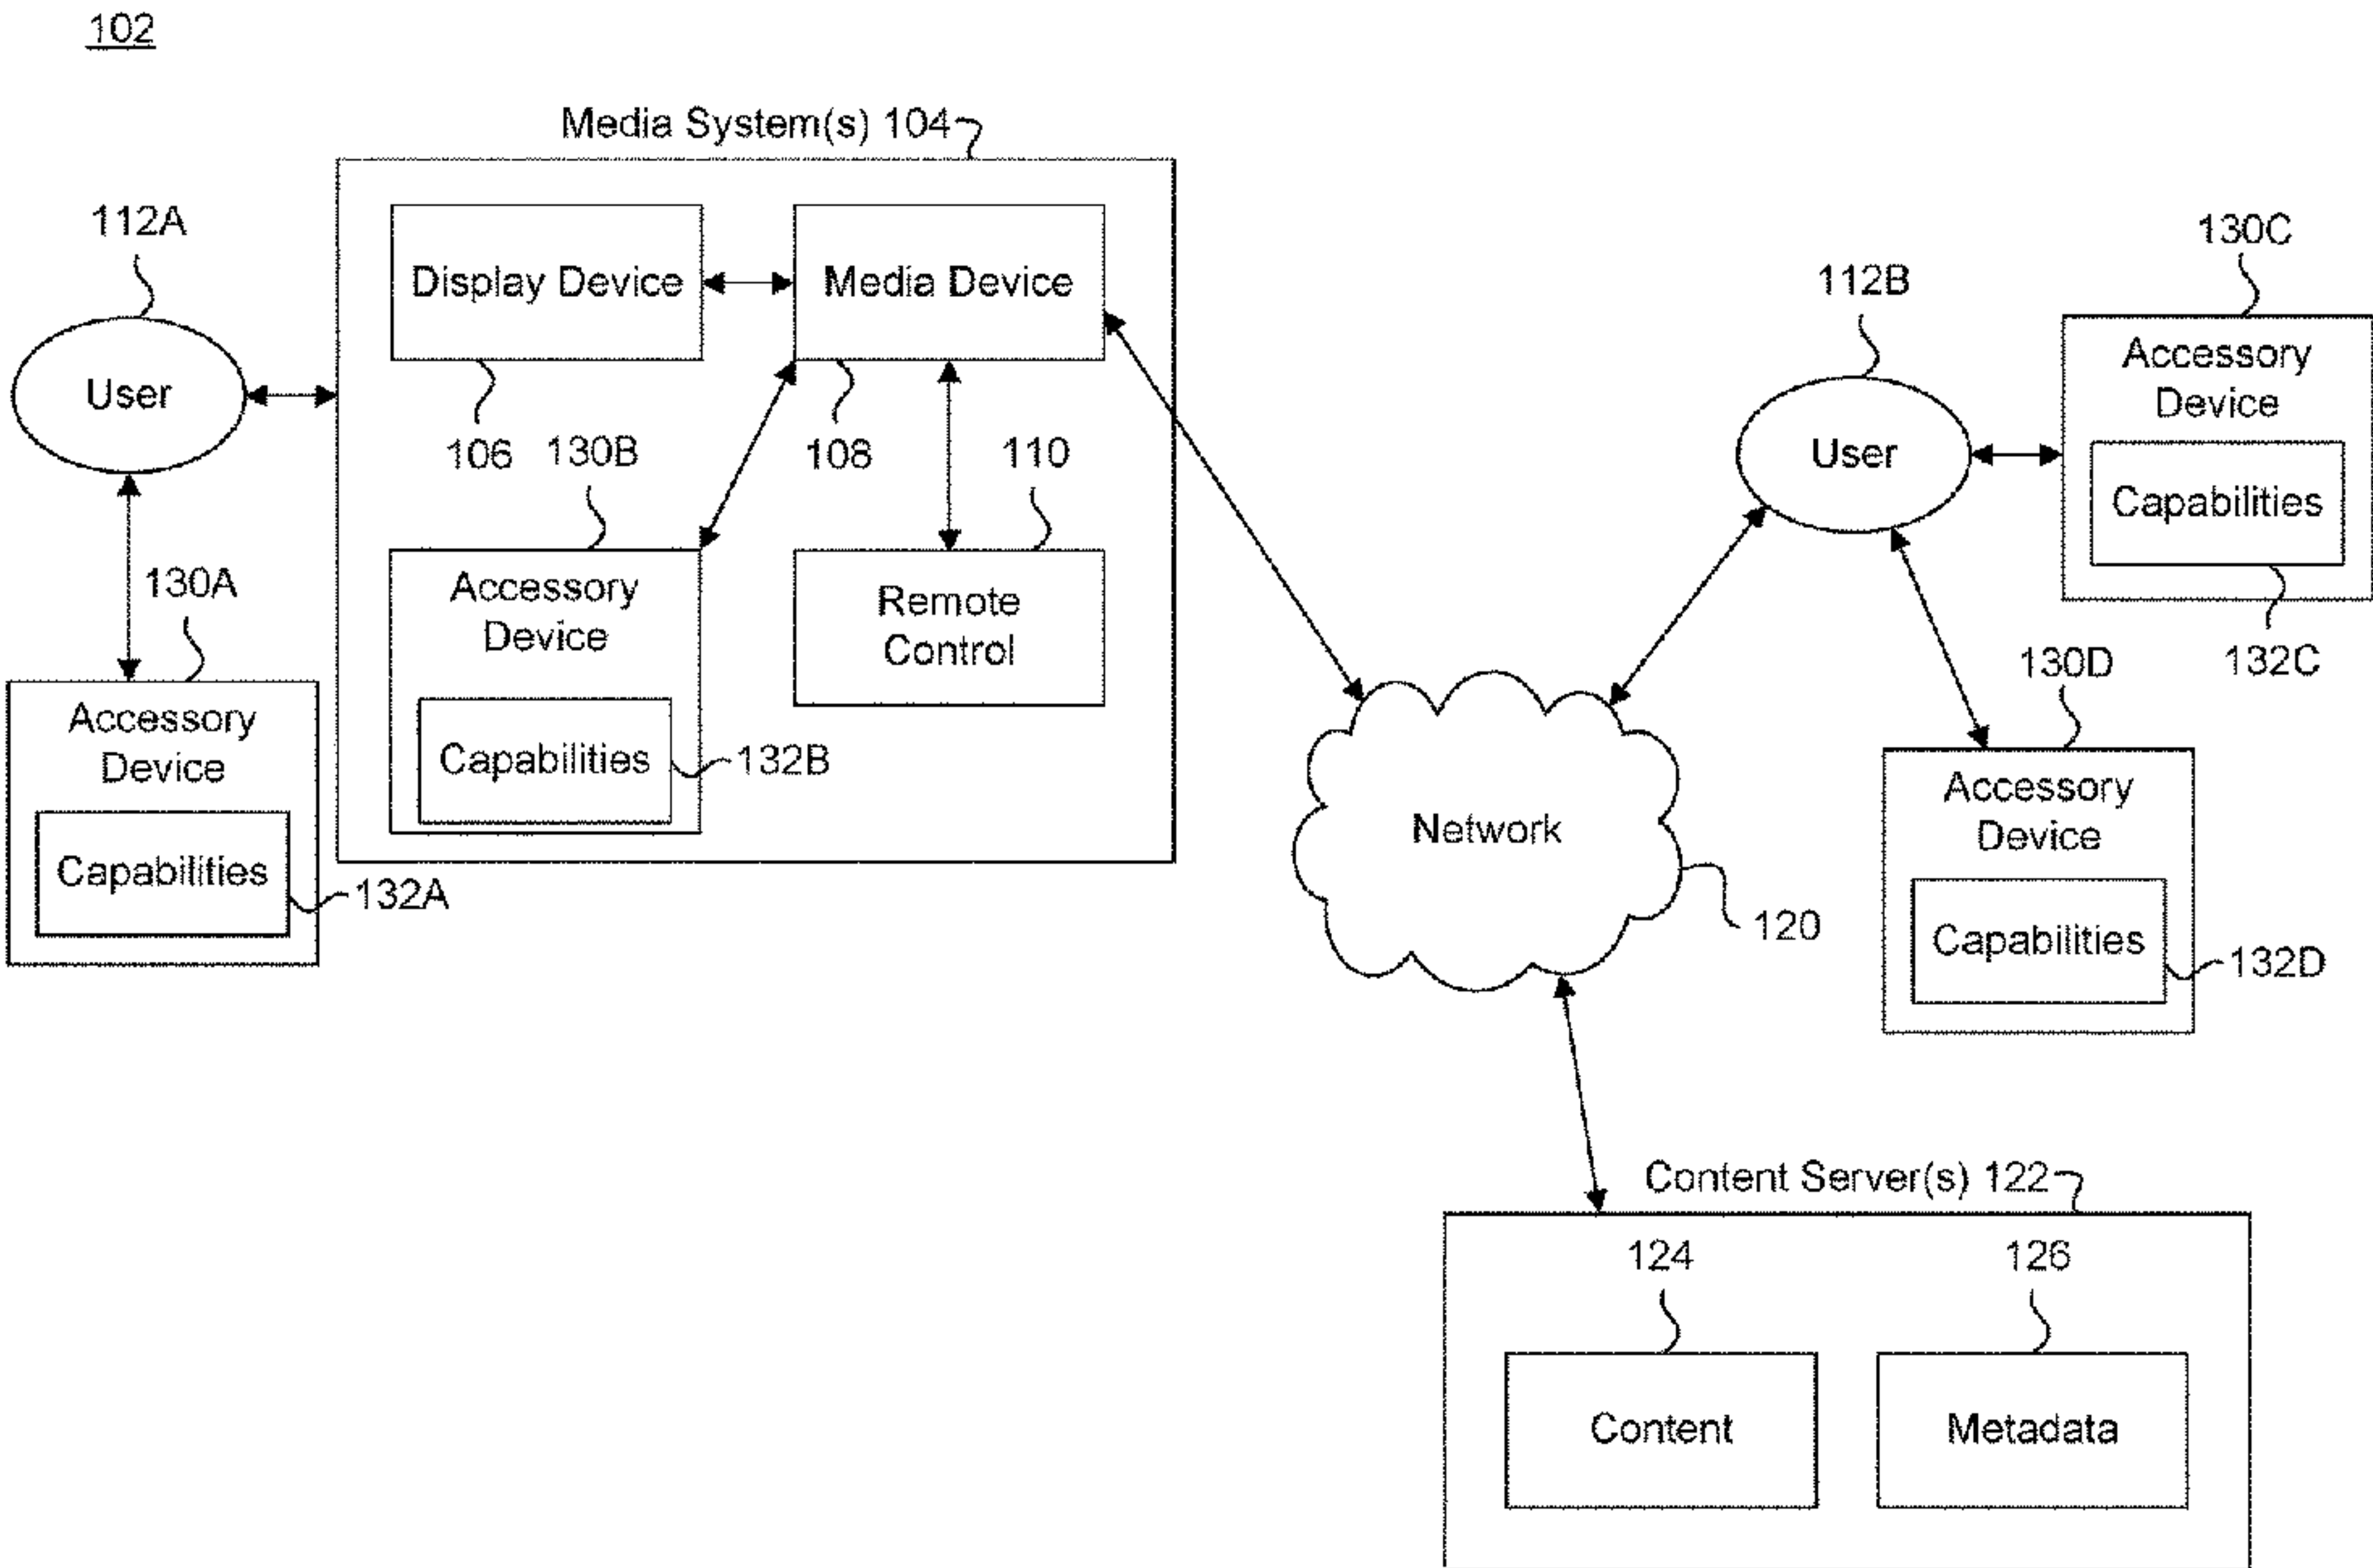 102
Media System(s) 104
112A
Display Device
Media Device
User
106
108
130B
110
130A
Accessory
Device
Capabilities
132B
Remote
Control
Accessory
Device
Capabilities
132A
130C
112B
Accessory
Device
User
Capabilities
132C
130D
Accessory
Device
Capabilities
132D
Network
120
Content Server(s) 122
124
126
Content
Metadata